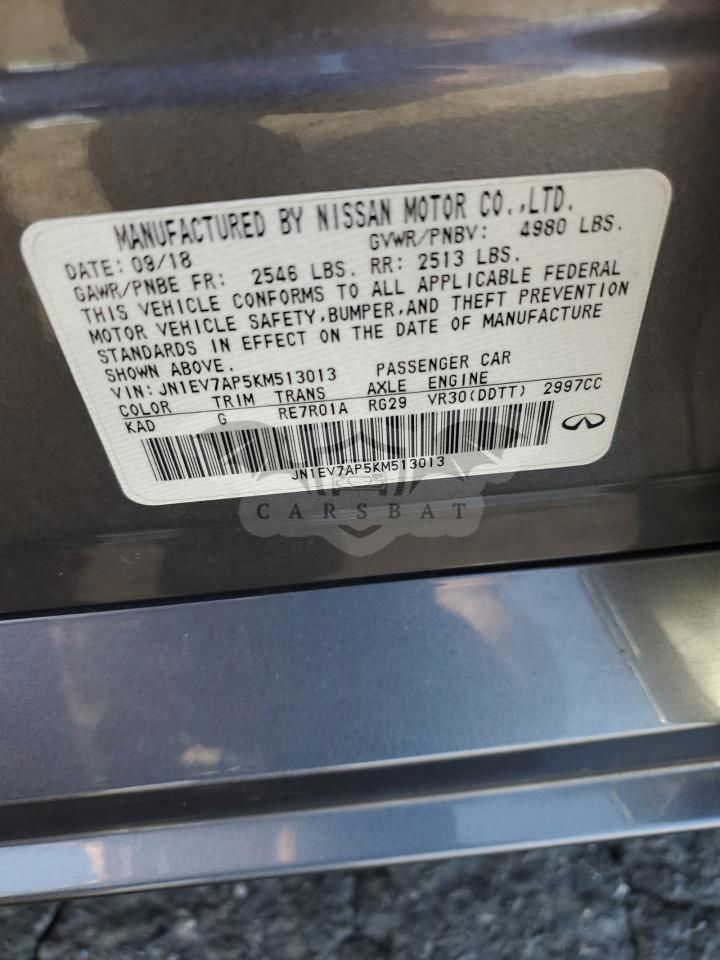 MANUFACTURED BY NISSAN MOTOR CO.,LTD.
DATE: 09/18 GVWR/PNBV: 4980 LBS.
GAWR/PNBE FR: 2546 LBS. RR: 2513 LBS.
THIS VEHICLE CONFORMS TO ALL APPLICABLE FEDERAL
MOTOR VEHICLE SAFETY,BUMPER,AND THEFT PREVENTION
STANDARDS IN EFFECT ON THE DATE OF MANUFACTURE
SHOWN ABOVE.
VIN: JN1EV7AP5KM513013 PASSENGER CAR
COLOR TRIM TRANS AXLE ENGINE
KAD G RE7R01A RG29 VR30(DDTT) 2997CC
JN1EV7AP5KM513013
CARSBAT